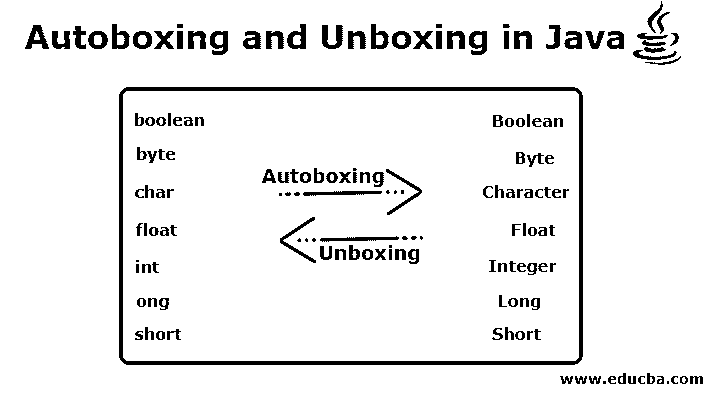 Autoboxing and Unboxing in Java
boolean Boolean
byte Byte
Autoboxing
char Character
float Float
Unboxing
int Integer
ong Long
short Short
www.educba.com